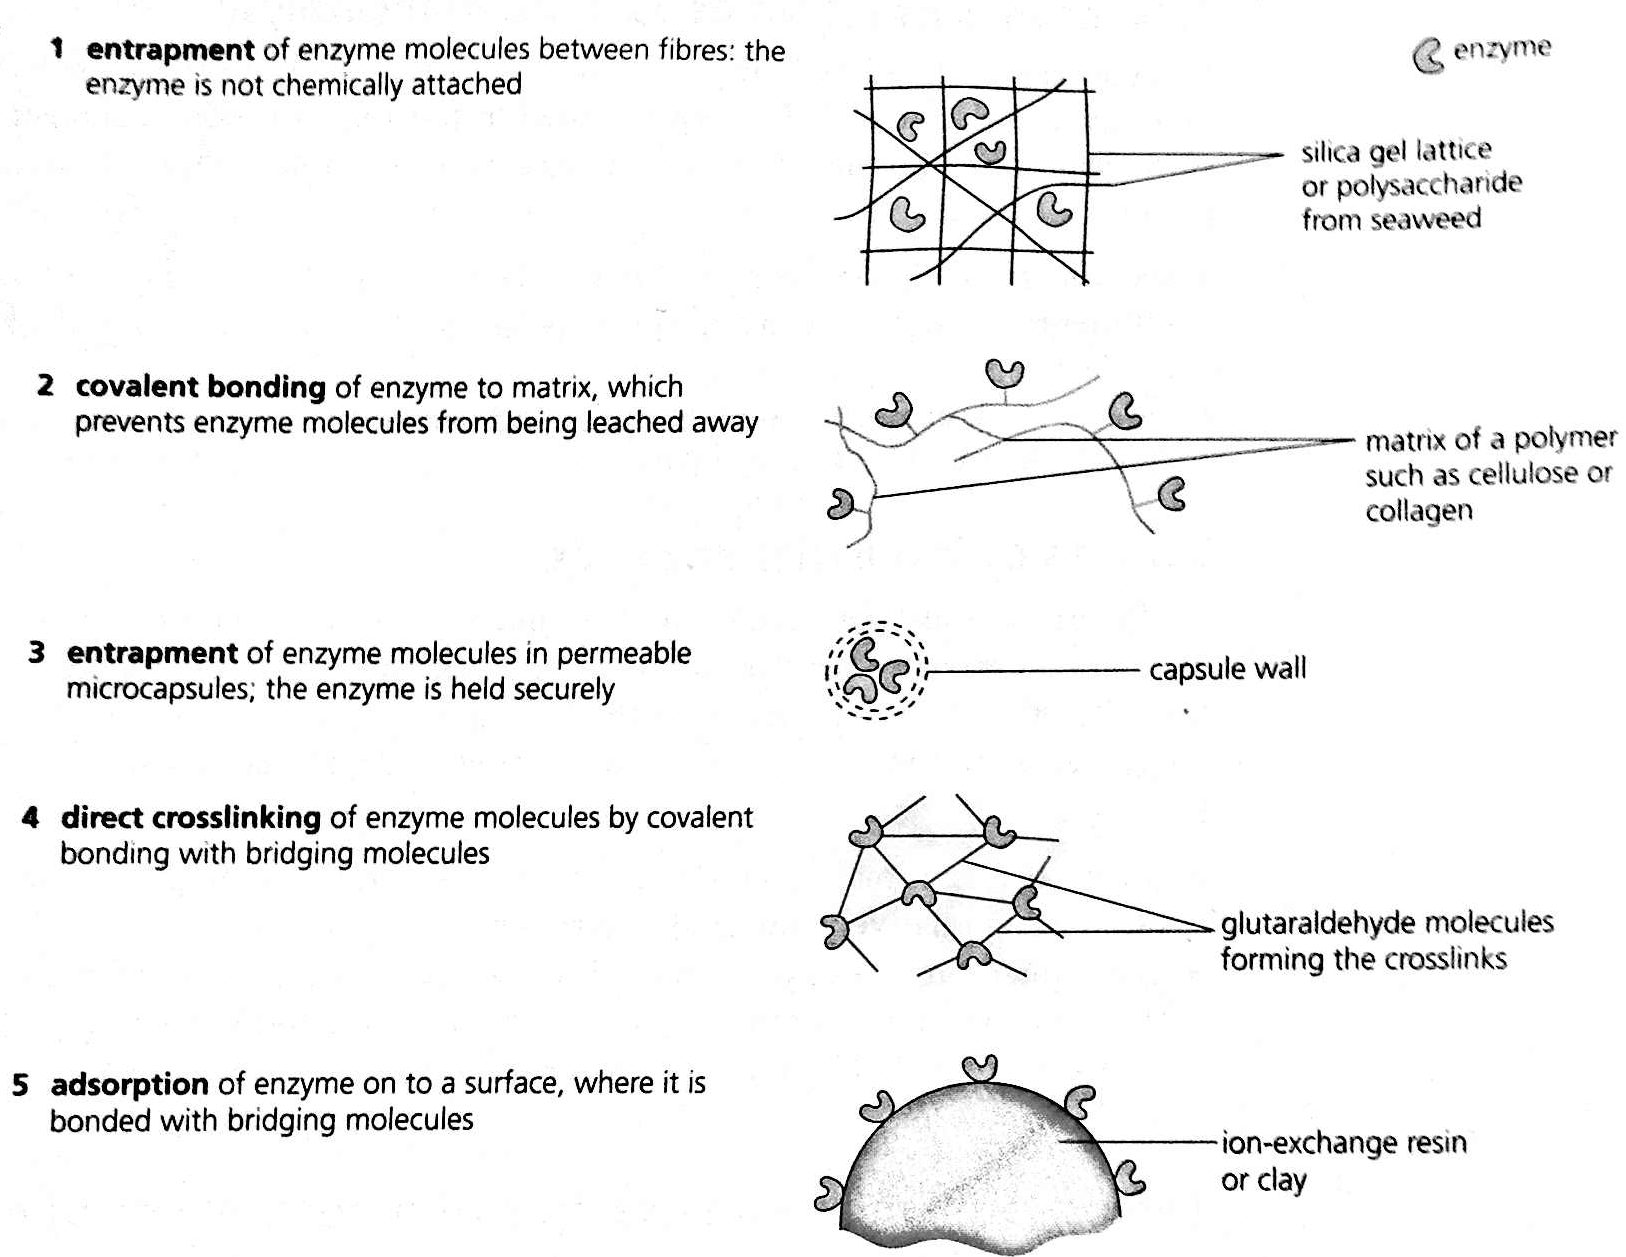 1 entrapment of enzyme molecules between fibres: the
enzyme is not chemically attached
enzyme
silica gel lattice
or polysaccharide
from seaweed
2 covalent bonding of enzyme to matrix, which
prevents enzyme molecules from being leached away
matrix of a polymer
such as cellulose or
collagen
3 entrapment of enzyme molecules in permeable
microcapsules; the enzyme is held securely
capsule wall
4 direct crosslinking of enzyme molecules by covalent
bonding with bridging molecules
glutaraldehyde molecules
forming the crosslinks
5 adsorption of enzyme on to a surface, where it is
bonded with bridging molecules
ion-exchange resin
or clay